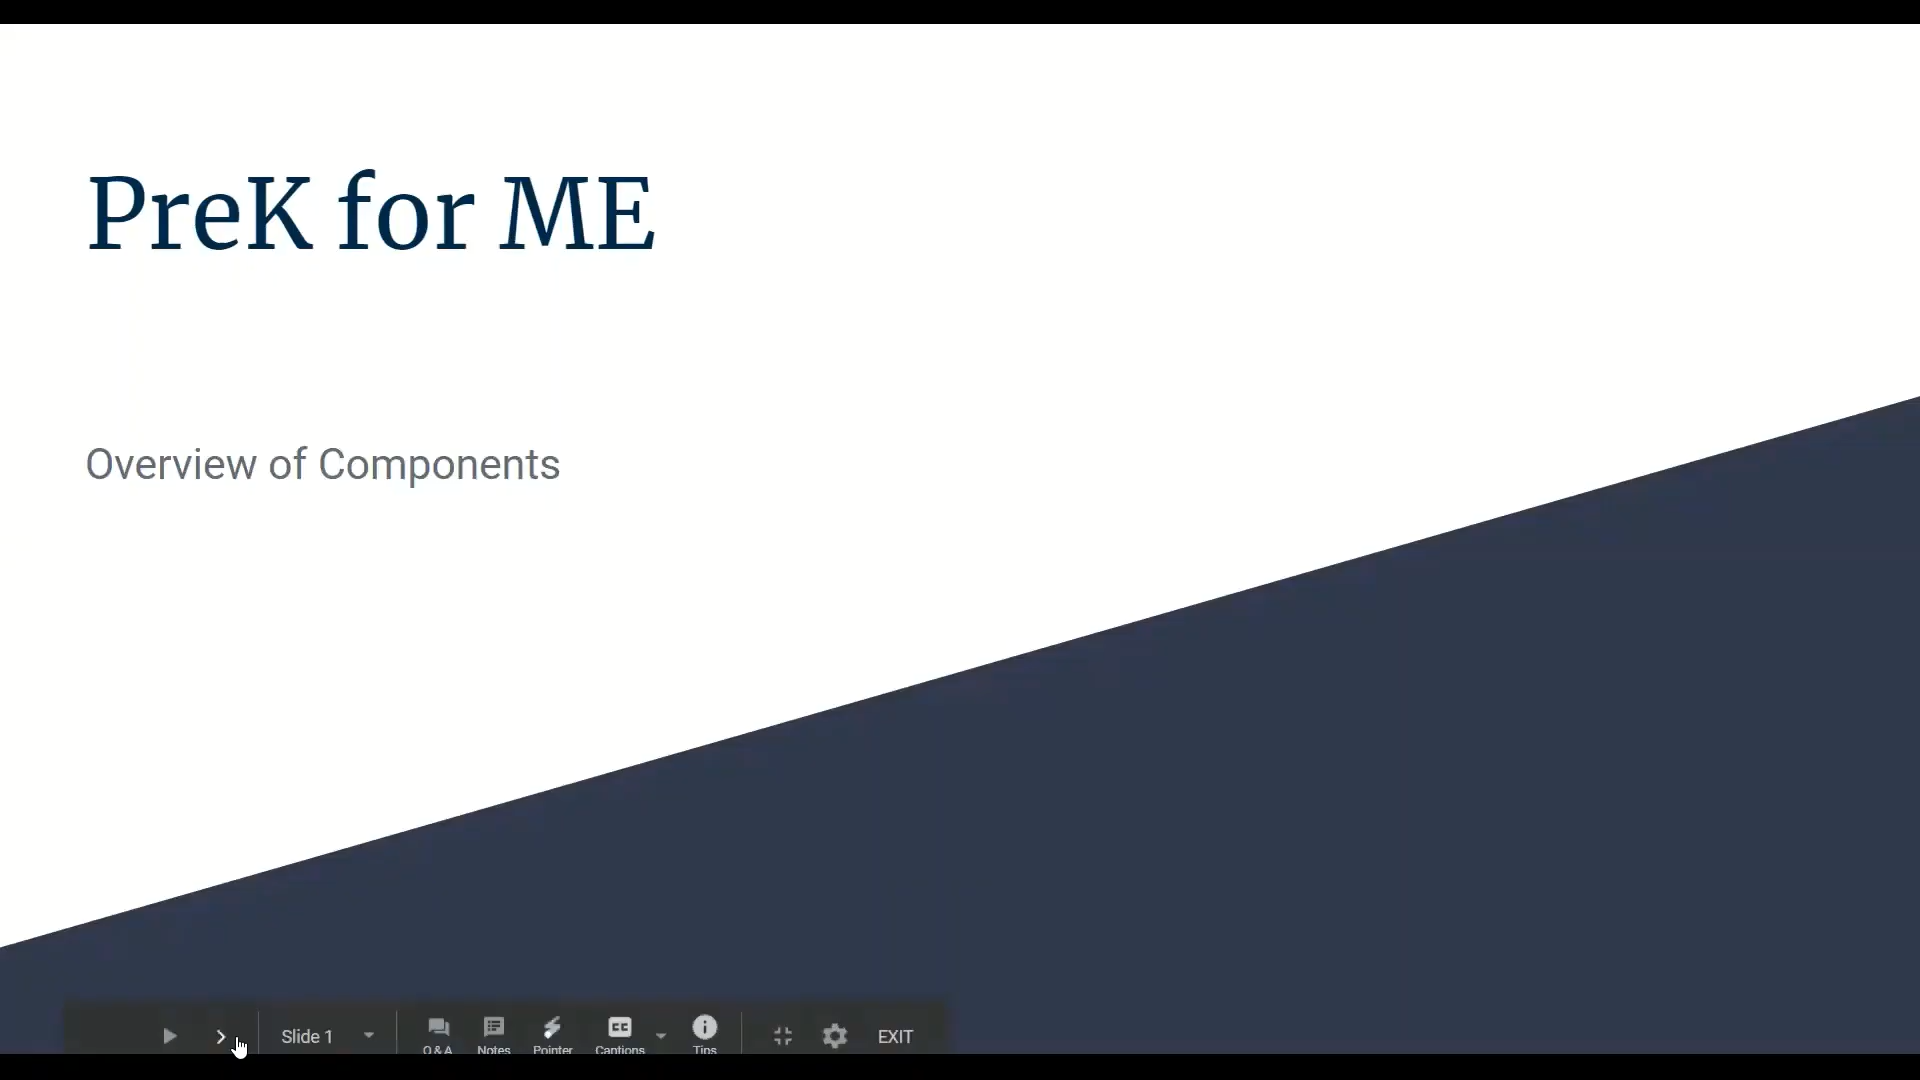 PreK for ME
Overview of Components
Slide 1
Q & A
Notes
Pointer
Captions
Tips
EXIT